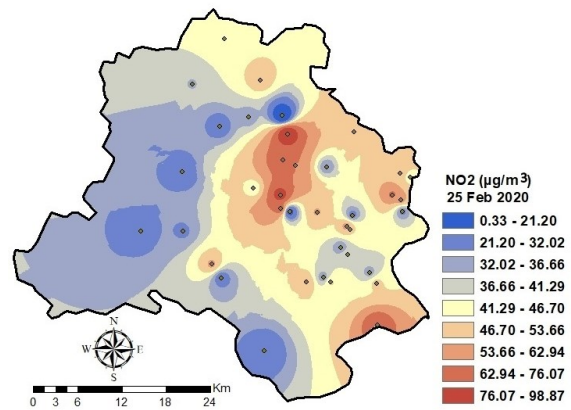 NO2 (µg/m3)
25 Feb 2020
0.33 - 21.20
21.20 - 32.02
32.02 - 36.66
36.66 - 41.29
41.29 - 46.70
46.70 - 53.66
53.66 - 62.94
62.94 - 76.07
76.07 - 98.87
N
W E
S
Km
0 3 6 12 18 24